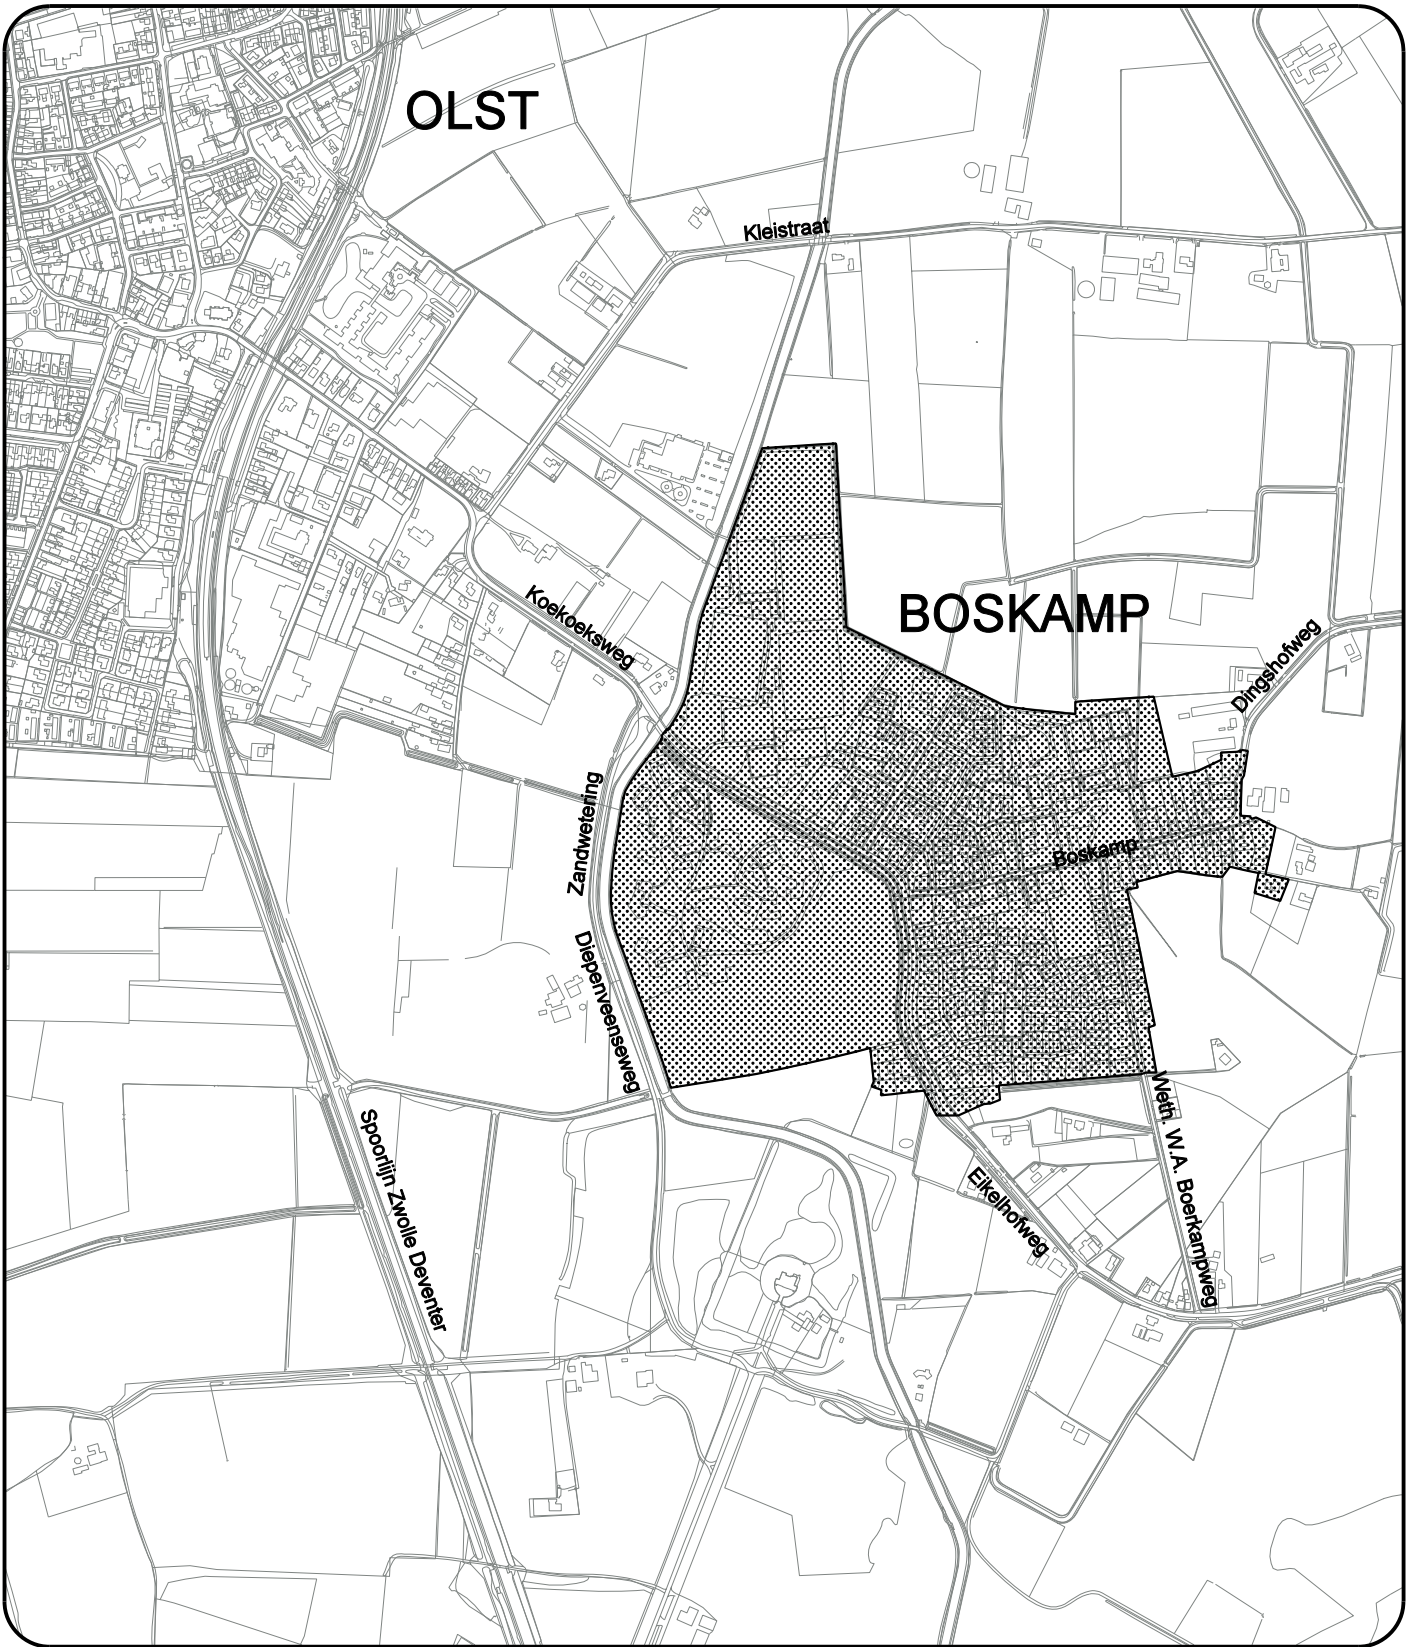 OLST
Kleistraat
BOSKAMP
Koekoeksweg
Dingshofweg
Zandwetering
Boskamp
Diepenveenseweg
Weth. W.A. Boerkampweg
Spoorlijn Zwolle Deventer
Eikelhofweg